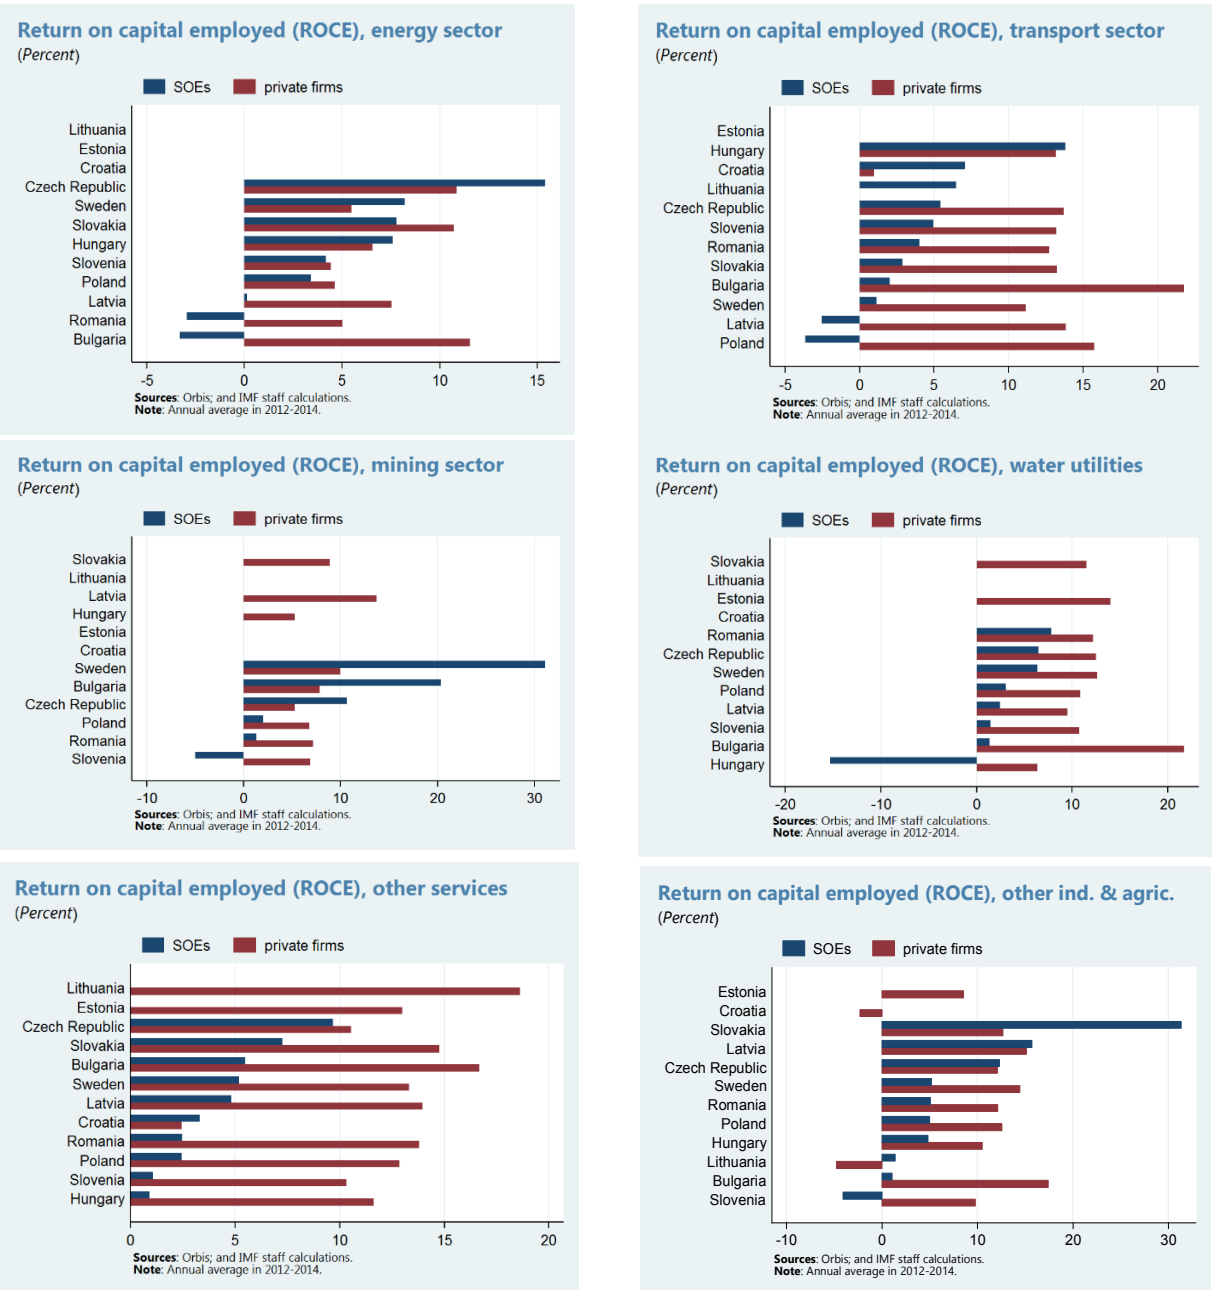 Return on capital employed (ROCE), energy sector
(Percent)
SOEs private firms
Lithuania
Estonia
Croatia
Czech Republic
Sweden
Slovakia
Hungary
Slovenia
Poland
Latvia
Romania
Bulgaria
-5 0 5 10 15
Sources: Orbis; and IMF staff calculations.
Note: Annual average in 2012-2014.
Return on capital employed (ROCE), transport sector
(Percent)
SOEs private firms
Estonia
Hungary
Croatia
Lithuania
Czech Republic
Slovenia
Romania
Slovakia
Bulgaria
Sweden
Latvia
Poland
-5 0 5 10 15 20
Sources: Orbis; and IMF staff calculations.
Note: Annual average in 2012-2014.
Return on capital employed (ROCE), mining sector
(Percent)
SOEs private firms
Slovakia
Lithuania
Latvia
Hungary
Estonia
Croatia
Sweden
Bulgaria
Czech Republic
Poland
Romania
Slovenia
-10 0 10 20 30
Sources: Orbis; and IMF staff calculations.
Note: Annual average in 2012-2014.
Return on capital employed (ROCE), water utilities
(Percent)
SOEs private firms
Slovakia
Lithuania
Estonia
Croatia
Romania
Czech Republic
Sweden
Poland
Latvia
Slovenia
Bulgaria
Hungary
-20 -10 0 10 20
Sources: Orbis; and IMF staff calculations.
Note: Annual average in 2012-2014.
Return on capital employed (ROCE), other services
(Percent)
SOEs private firms
Lithuania
Estonia
Czech Republic
Slovakia
Bulgaria
Sweden
Latvia
Croatia
Romania
Poland
Slovenia
Hungary
0 5 10 15 20
Sources: Orbis; and IMF staff calculations.
Note: Annual average in 2012-2014.
Return on capital employed (ROCE), other ind. & agric.
(Percent)
SOEs private firms
Estonia
Croatia
Slovakia
Latvia
Czech Republic
Sweden
Romania
Poland
Hungary
Lithuania
Bulgaria
Slovenia
-10 0 10 20 30
Sources: Orbis; and IMF staff calculations.
Note: Annual average in 2012-2014.